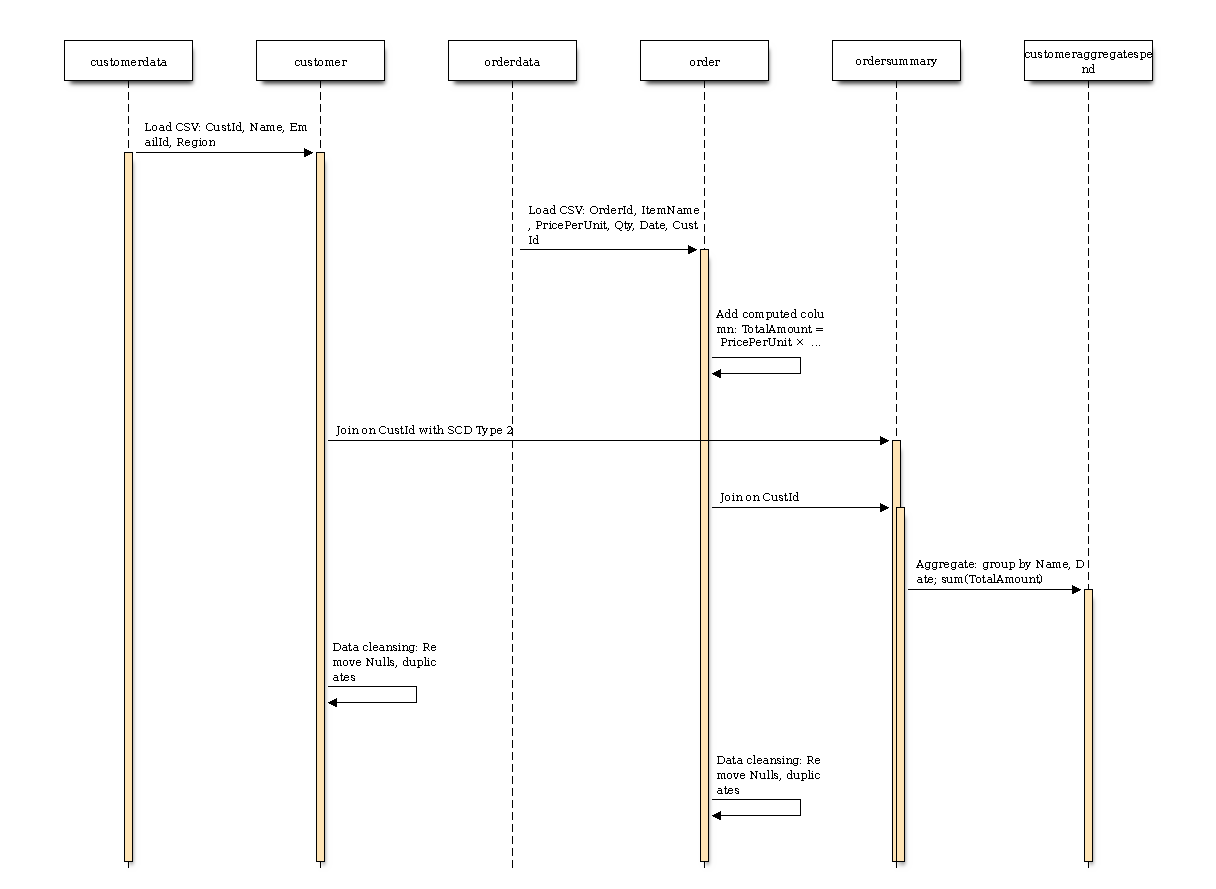 customerdata
customer
orderdata
order
ordersummary
customeraggregatespe
nd
Load CSV: CustId, Name, Em
ailId, Region
Load CSV: OrderId, ItemName
, PricePerUnit, Qty, Date, Cust
Id
Add computed colu
mn: TotalAmount =
PricePerUnit × ...
Join on CustId with SCD Type 2
Join on CustId
Aggregate: group by Name, D
ate; sum(TotalAmount)
Data cleansing: Re
move Nulls, duplic
ates
Data cleansing: Re
move Nulls, duplic
ates